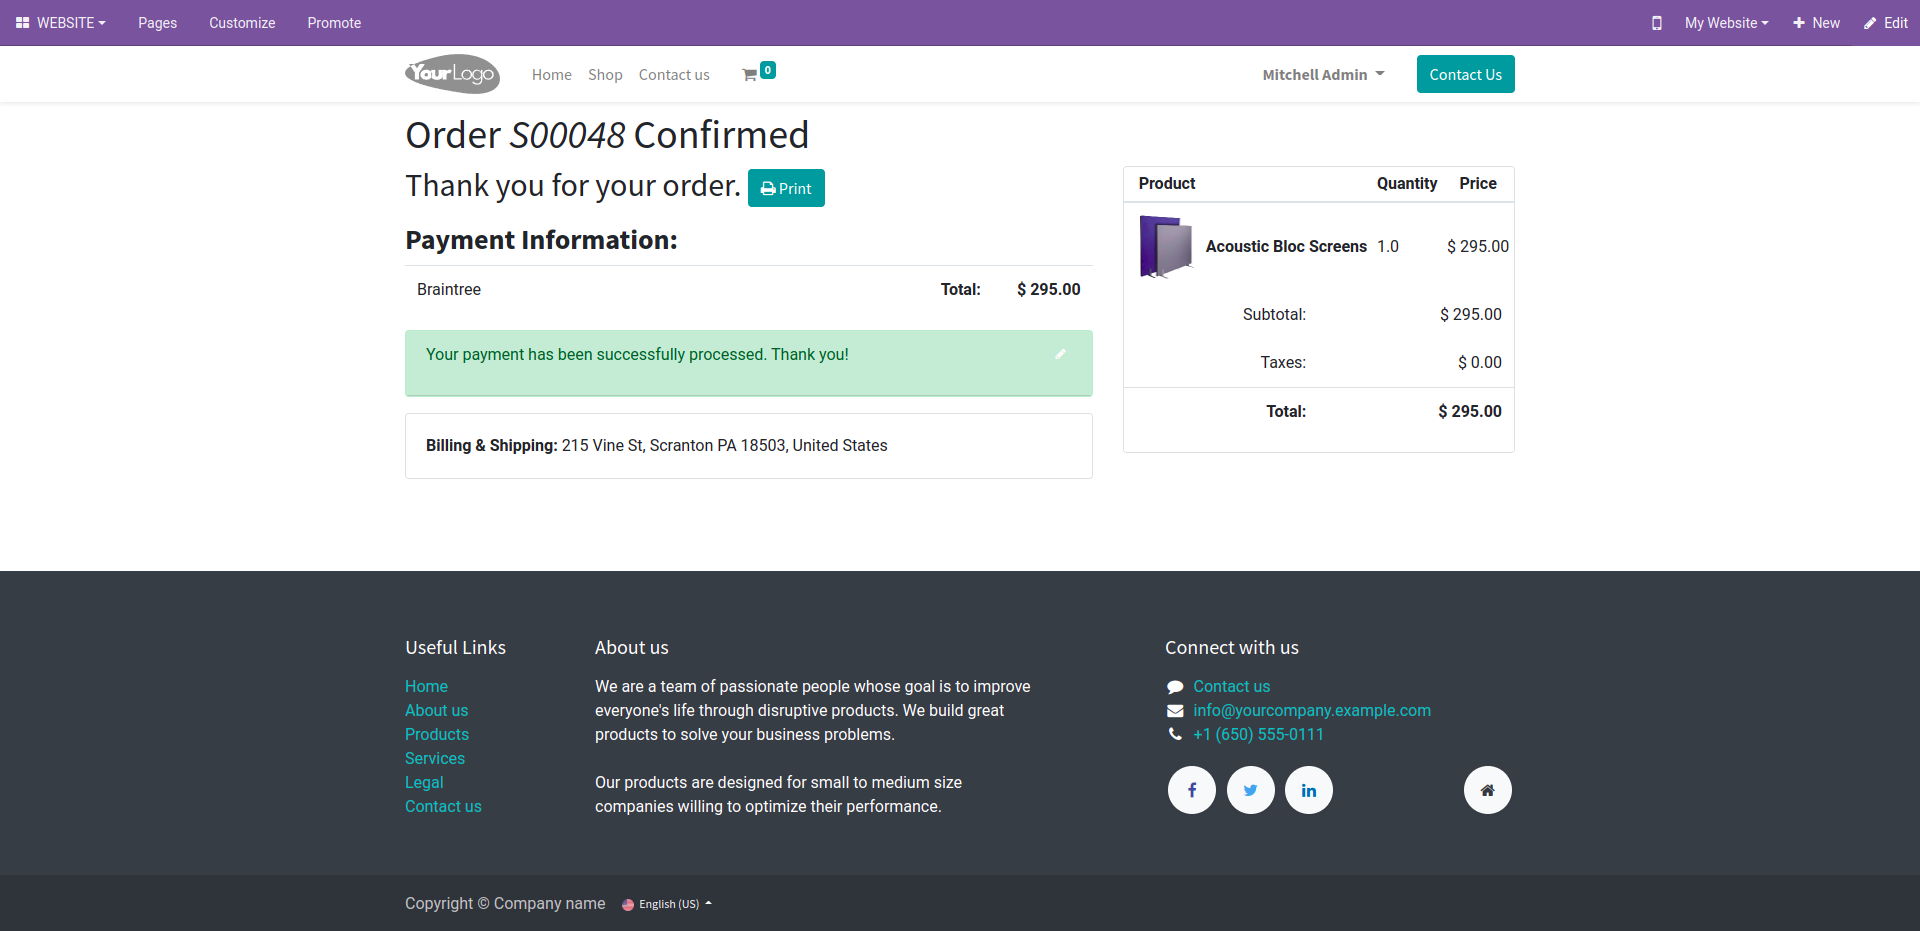 WEBSITE Pages Customize Promote My Website New Edit
YourLogo Home Shop Contact us 0 Mitchell Admin Contact Us
Order S00048 Confirmed
Thank you for your order. Print
Payment Information:
Braintree Total: $ 295.00
Your payment has been successfully processed. Thank you!
Billing & Shipping: 215 Vine St, Scranton PA 18503, United States
Product Quantity Price
Acoustic Bloc Screens 1.0 $ 295.00
Subtotal: $ 295.00
Taxes: $ 0.00
Total: $ 295.00
Useful Links
Home
About us
Products
Services
Legal
Contact us
About us
We are a team of passionate people whose goal is to improve
everyone's life through disruptive products. We build great
products to solve your business problems.
Our products are designed for small to medium size
companies willing to optimize their performance.
Connect with us
Contact us
info@yourcompany.example.com
+1 (650) 555-0111
Copyright © Company name English (US)